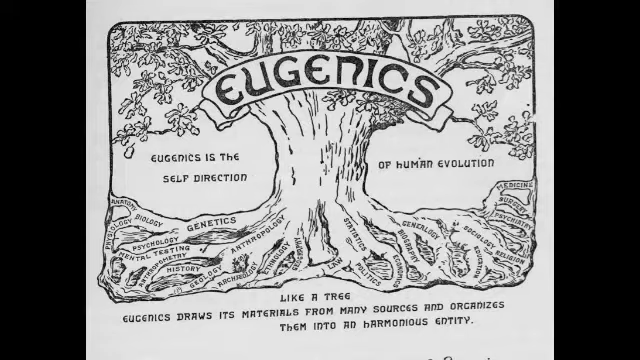 EUGENICS
EUGENICS IS THE
SELF DIRECTION
OF HUMAN EVOLUTION
ANATOMY
PHYSIOLOGY
BIOLOGY
GENETICS
PSYCHOLOGY
MENTAL TESTING
ANTHROPOMETRY
HISTORY
GEOLOGY
ANTHROPOLOGY
ARCHAEOLOGY
ETHNOLOGY
GEOGRAPHY
LAW
STATISTICS
POLITICS
ECONOMICS
BIOGRAPHY
GENEALOGY
EDUCATION
SOCIOLOGY
RELIGION
PSYCHIATRY
SURGERY
MEDICINE
LIKE A TREE
EUGENICS DRAWS ITS MATERIALS FROM MANY SOURCES AND ORGANIZES
THEM INTO AN HARMONIOUS ENTITY.